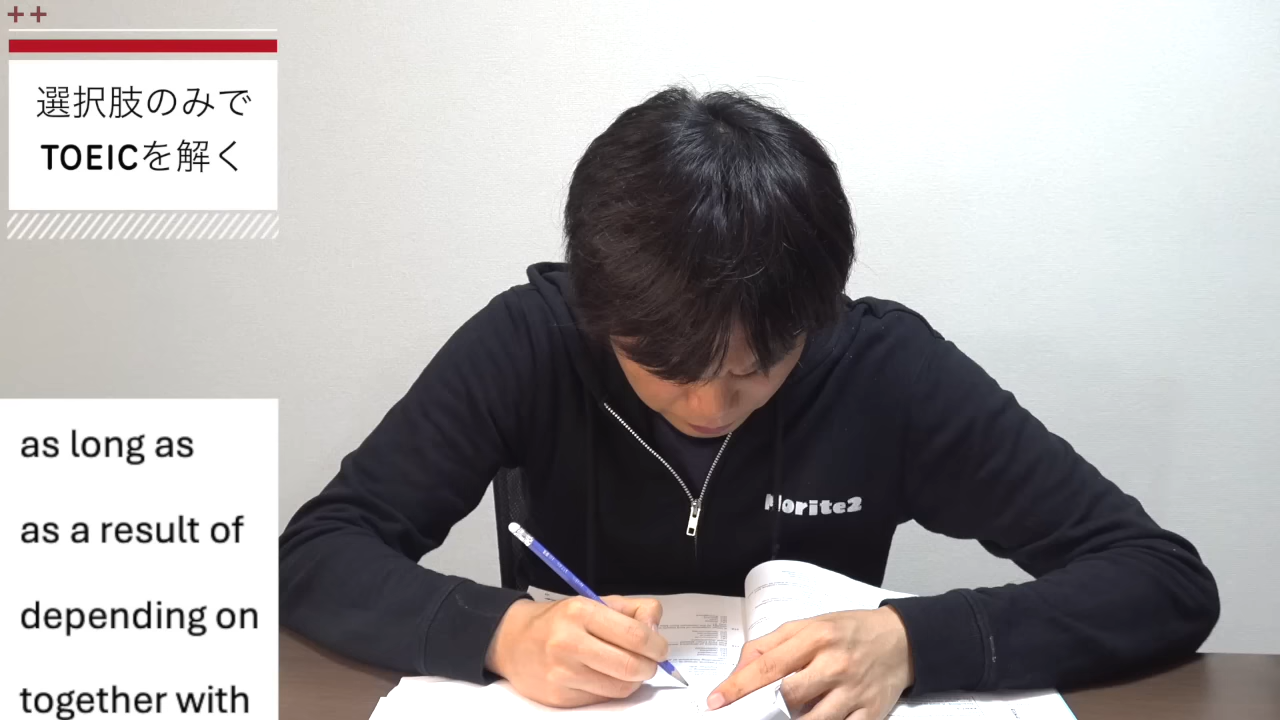 選択肢のみで
TOEICを解く
as long as
as a result of
depending on
together with
Morite2